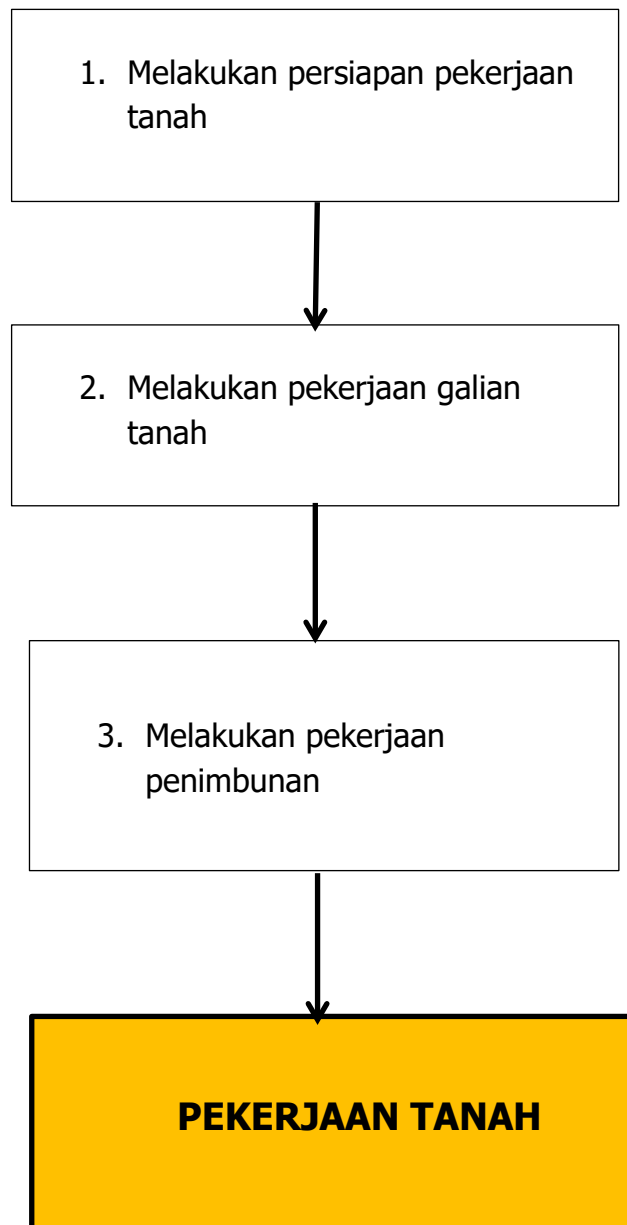 1. Melakukan persiapan pekerjaan
tanah
2. Melakukan pekerjaan galian
tanah
3. Melakukan pekerjaan
penimbunan
PEKERJAAN TANAH